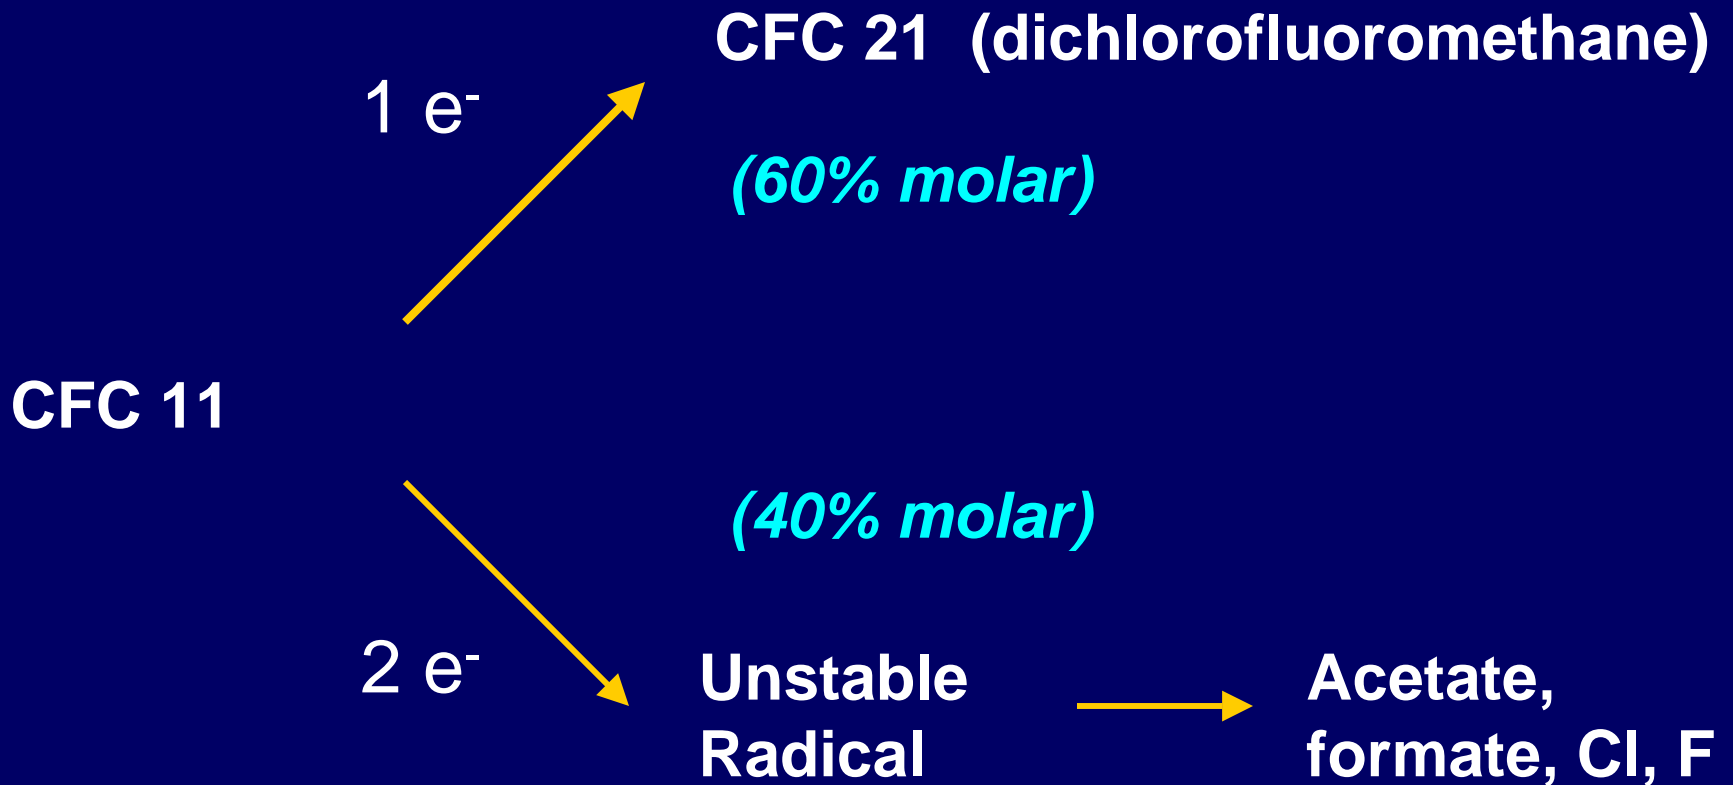 CFC 21 (dichlorofluoromethane)
1 e-
(60% molar)
CFC 11
(40% molar)
2 e-
Unstable
Radical
Acetate,
formate, Cl, F